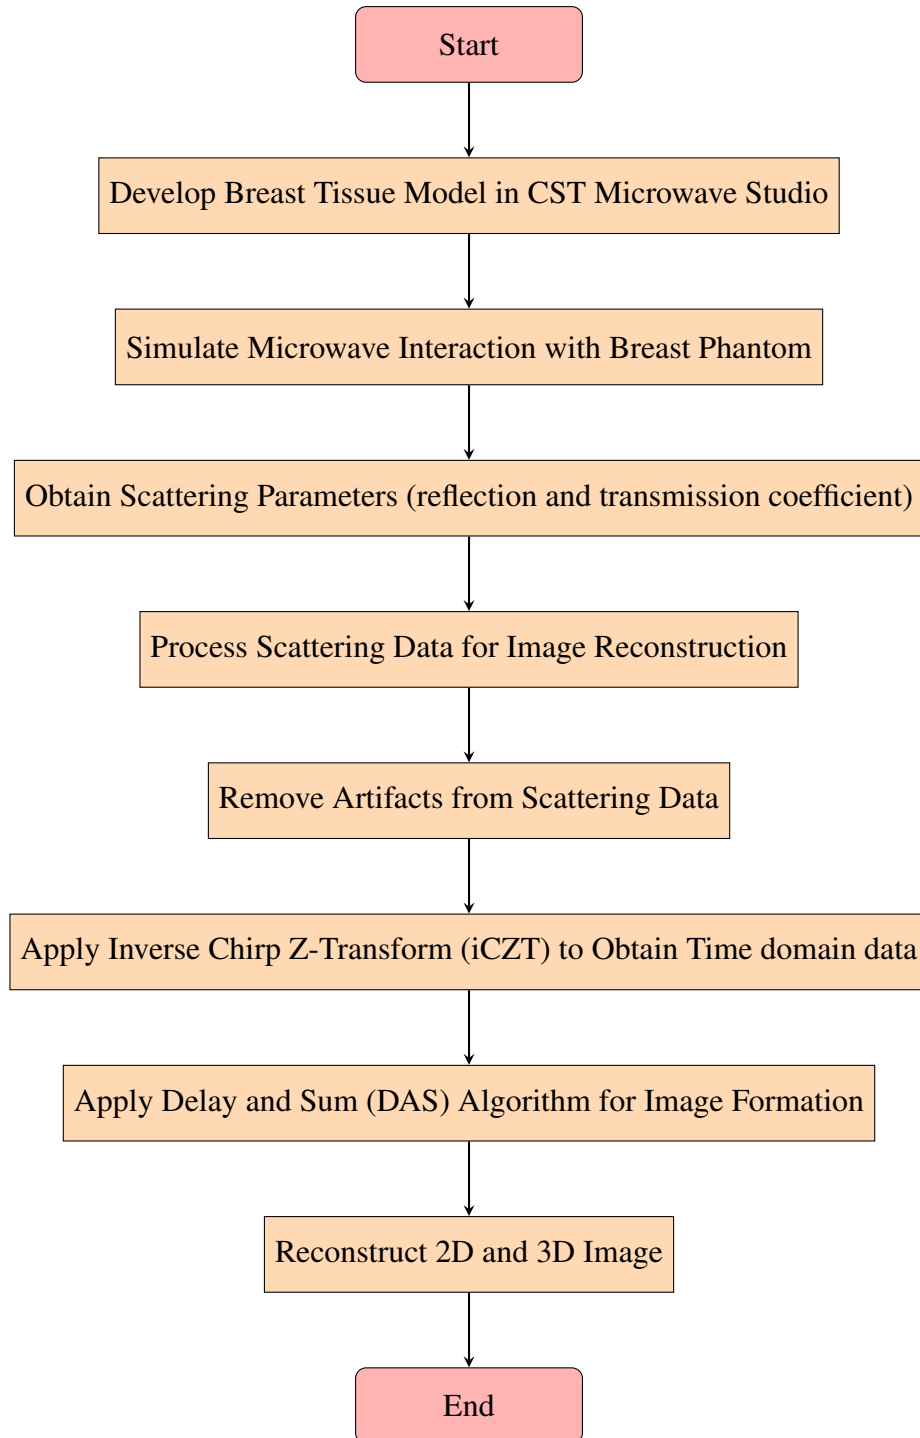 Start
Develop Breast Tissue Model in CST Microwave Studio
Simulate Microwave Interaction with Breast Phantom
Obtain Scattering Parameters (reflection and transmission coefficient)
Process Scattering Data for Image Reconstruction
Remove Artifacts from Scattering Data
Apply Inverse Chirp Z-Transform (iCZT) to Obtain Time domain data
Apply Delay and Sum (DAS) Algorithm for Image Formation
Reconstruct 2D and 3D Image
End